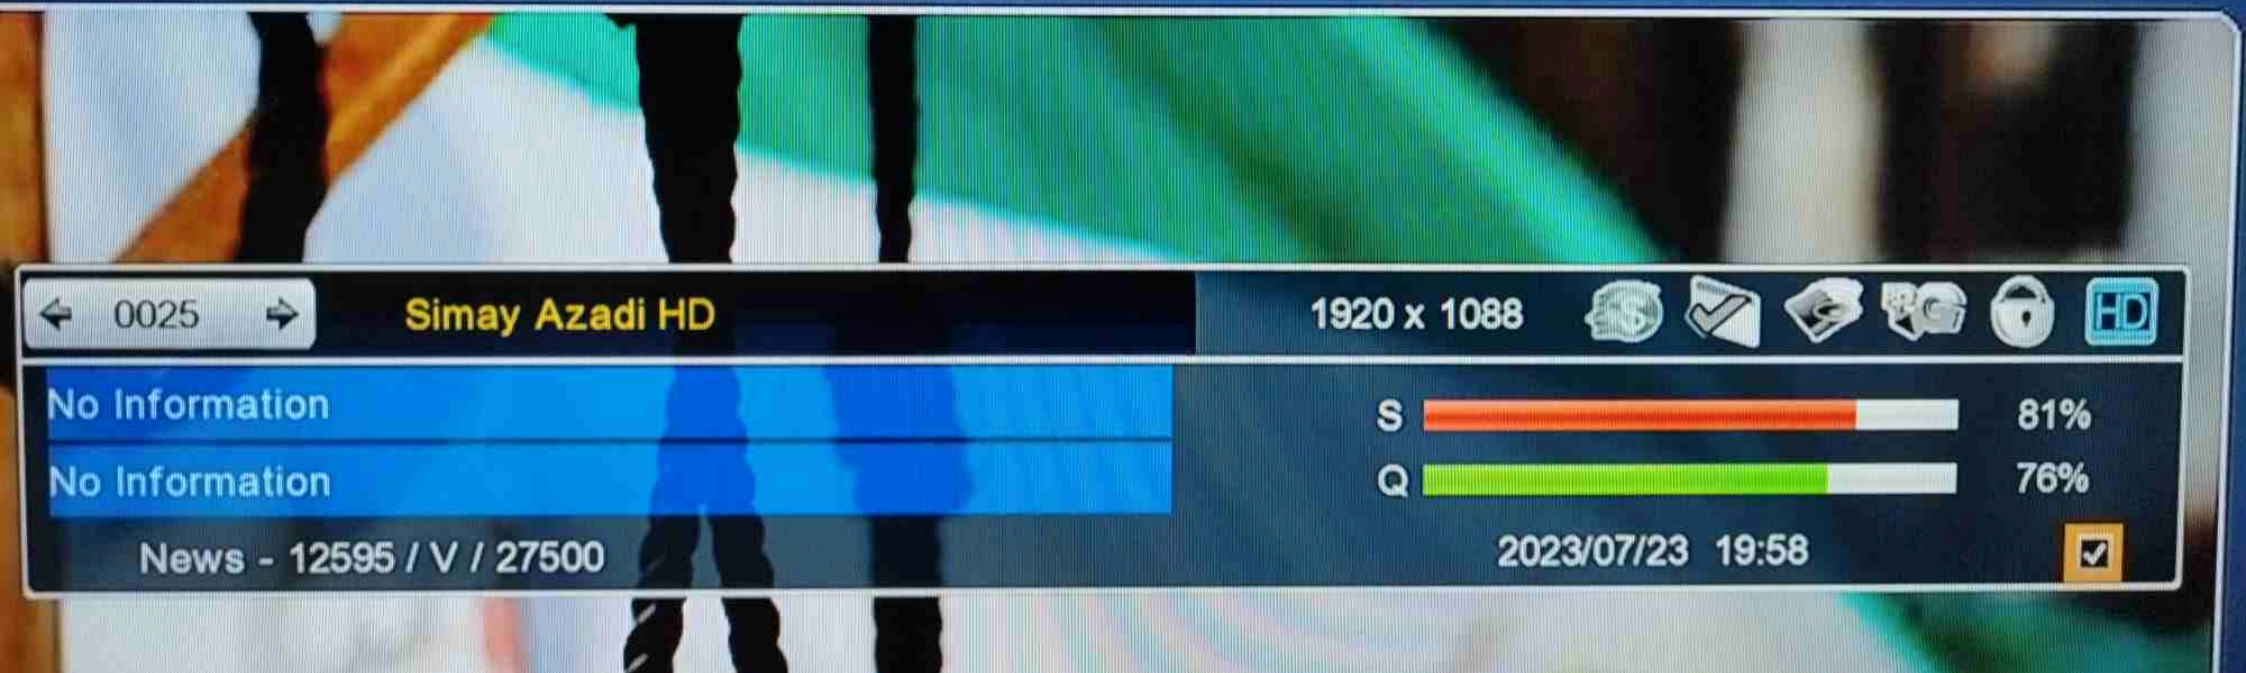 0025 Simay Azadi HD 1920 x 1088 HD
No Information
S 81%
No Information
Q 76%
News - 12595 / V / 27500 2023/07/23 19:58